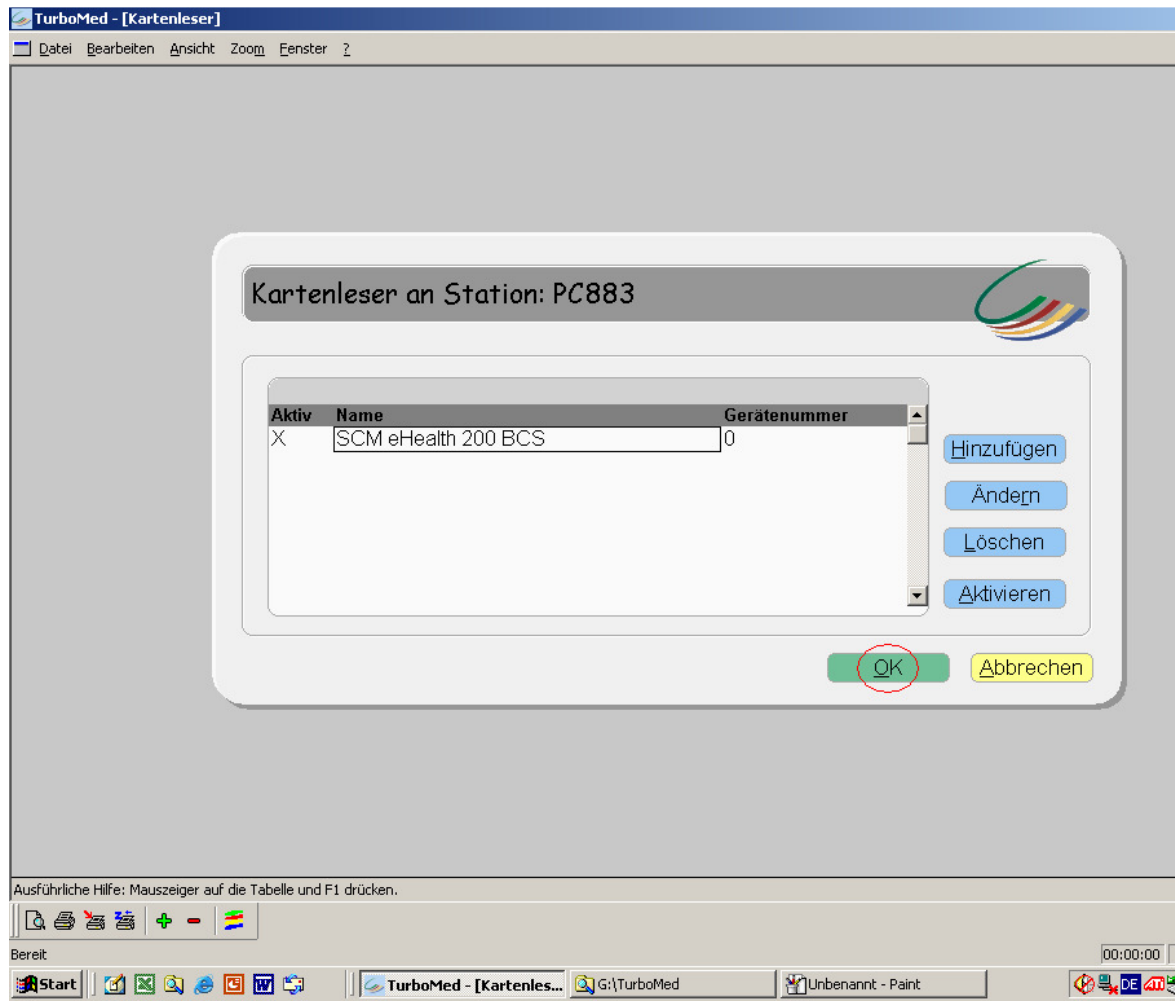 TurboMed - [Kartenleser]
Datei Bearbeiten Ansicht Zoom Fenster ?
Kartenleser an Station: PC883
Aktiv Name Gerätenummer
X SCM eHealth 200 BCS 0
Hinzufügen
Ändern
Löschen
Aktivieren
OK Abbrechen
Ausführliche Hilfe: Mauszeiger auf die Tabelle und F1 drücken.
Bereit 00:00:00
Start TurboMed - [Kartenles... G:\TurboMed Unbenannt - Paint DE